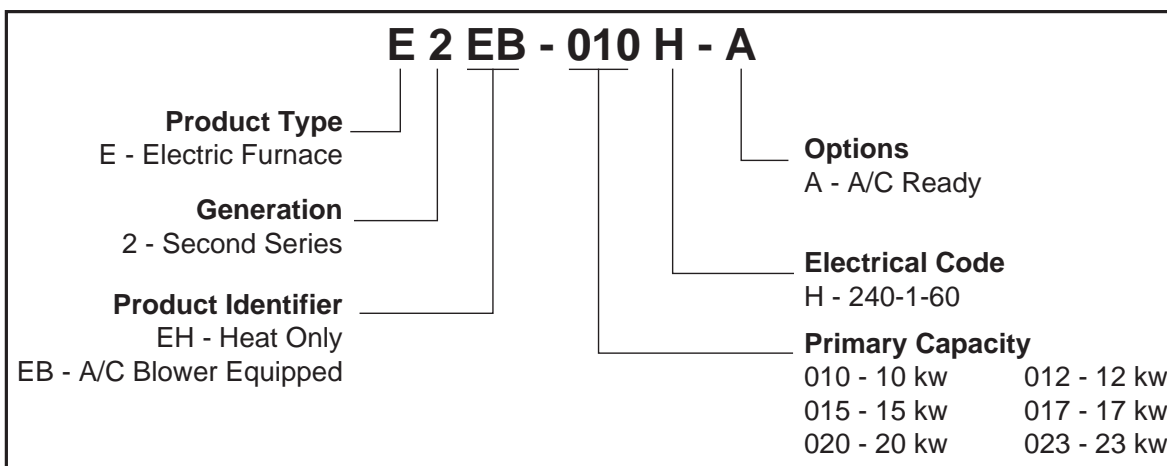 E 2 EB - 010 H - A
Product Type
E - Electric Furnace
Generation
2 - Second Series
Product Identifier
EH - Heat Only
EB - A/C Blower Equipped
Options
A - A/C Ready
Electrical Code
H - 240-1-60
Primary Capacity
010 - 10 kw 012 - 12 kw
015 - 15 kw 017 - 17 kw
020 - 20 kw 023 - 23 kw